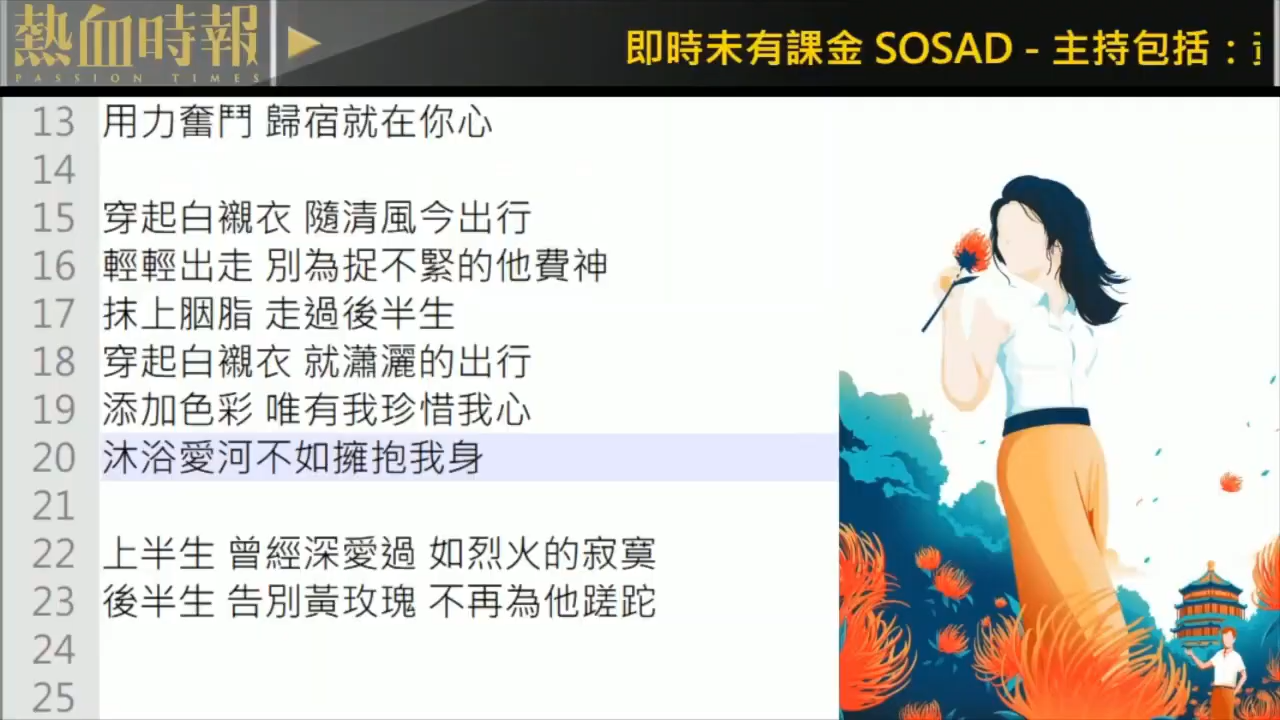 熱血時報
PASSION TIMES
即時未有課金 SOSAD - 主持包括：
13 用力奮鬥 歸宿就在你心
14
15 穿起白襯衣 隨清風今出行
16 輕輕出走 別為捉不緊的他費神
17 抹上胭脂 走過後半生
18 穿起白襯衣 就瀟灑的出行
19 添加色彩 唯有我珍惜我心
20 沐浴愛河不如擁抱我身
21
22 上半生 曾經深愛過 如烈火的寂寞
23 後半生 告別黃玫瑰 不再為他蹉跎
24
25